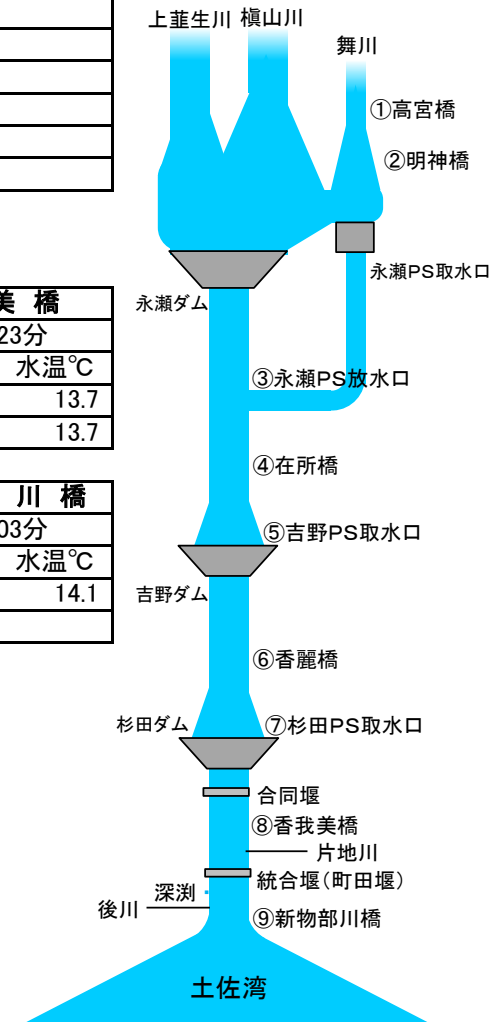 上韮生川 槇山川
舞川
①高宮橋
②明神橋
永瀬PS取水口
永瀬ダム
③永瀬PS放水口
④在所橋
⑤吉野PS取水口
吉野ダム
⑥香麗橋
杉田ダム
⑦杉田PS取水口
合同堰
⑧香我美橋
片地川
統合堰(町田堰)
深渕
後川
⑨新物部川橋
土佐湾
美 橋
23分
水温℃
13.7
13.7
川 橋
03分
水温℃
14.1